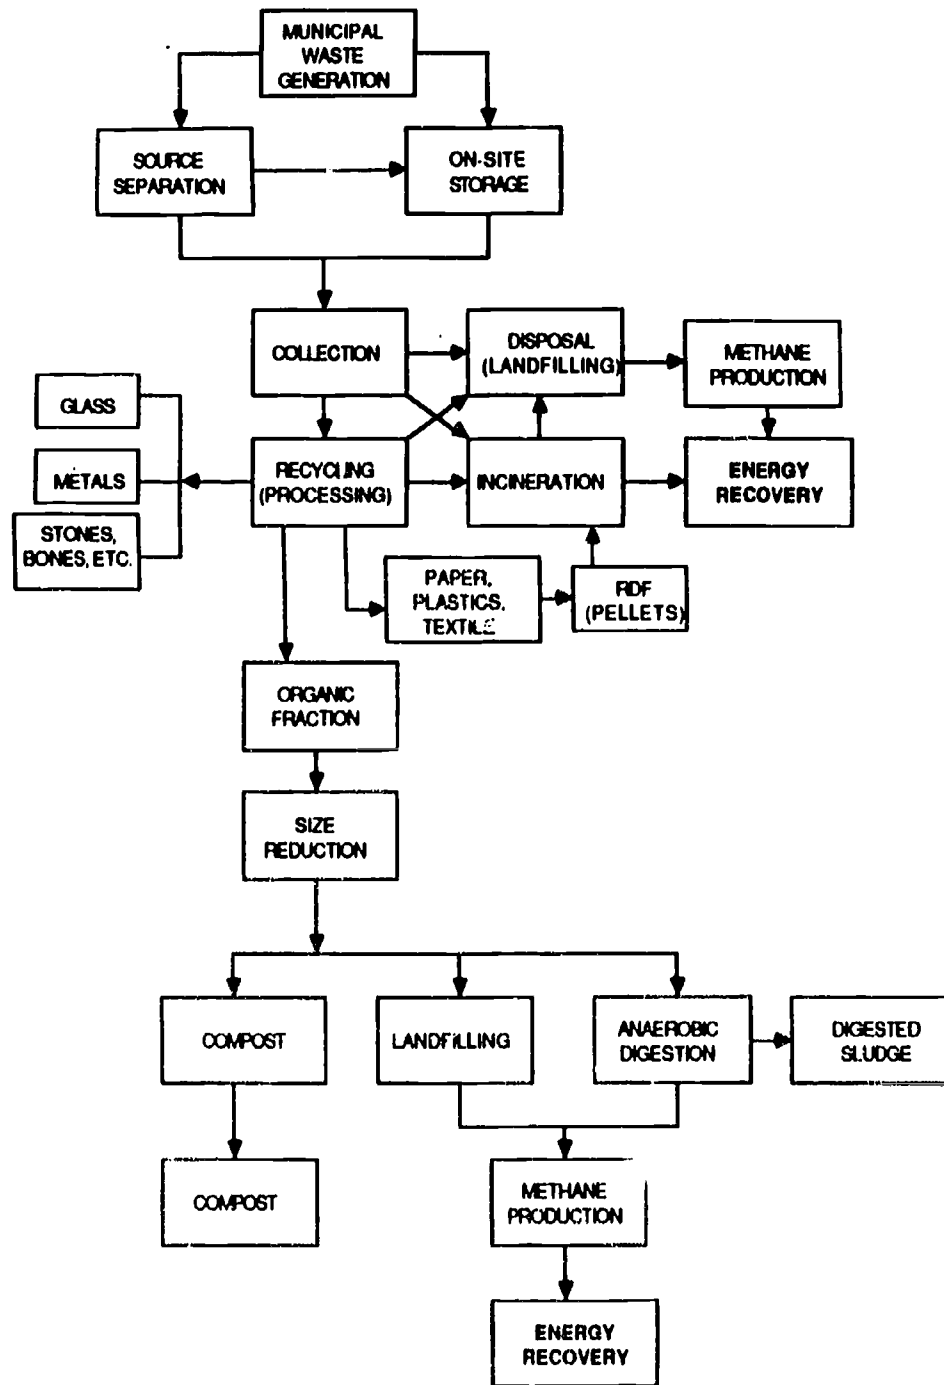 MUNICIPAL
WASTE
GENERATION
SOURCE
SEPARATION
ON-SITE
STORAGE
COLLECTION
DISPOSAL
(LANDFILLING)
METHANE
PRODUCTION
GLASS
METALS
STONES,
BONES, ETC.
RECYCLING
(PROCESSING)
INCINERATION
ENERGY
RECOVERY
PAPER,
PLASTICS,
TEXTILE
RDF
(PELLETS)
ORGANIC
FRACTION
SIZE
REDUCTION
COMPOST
LANDFILLING
ANAEROBIC
DIGESTION
DIGESTED
SLUDGE
COMPOST
METHANE
PRODUCTION
ENERGY
RECOVERY